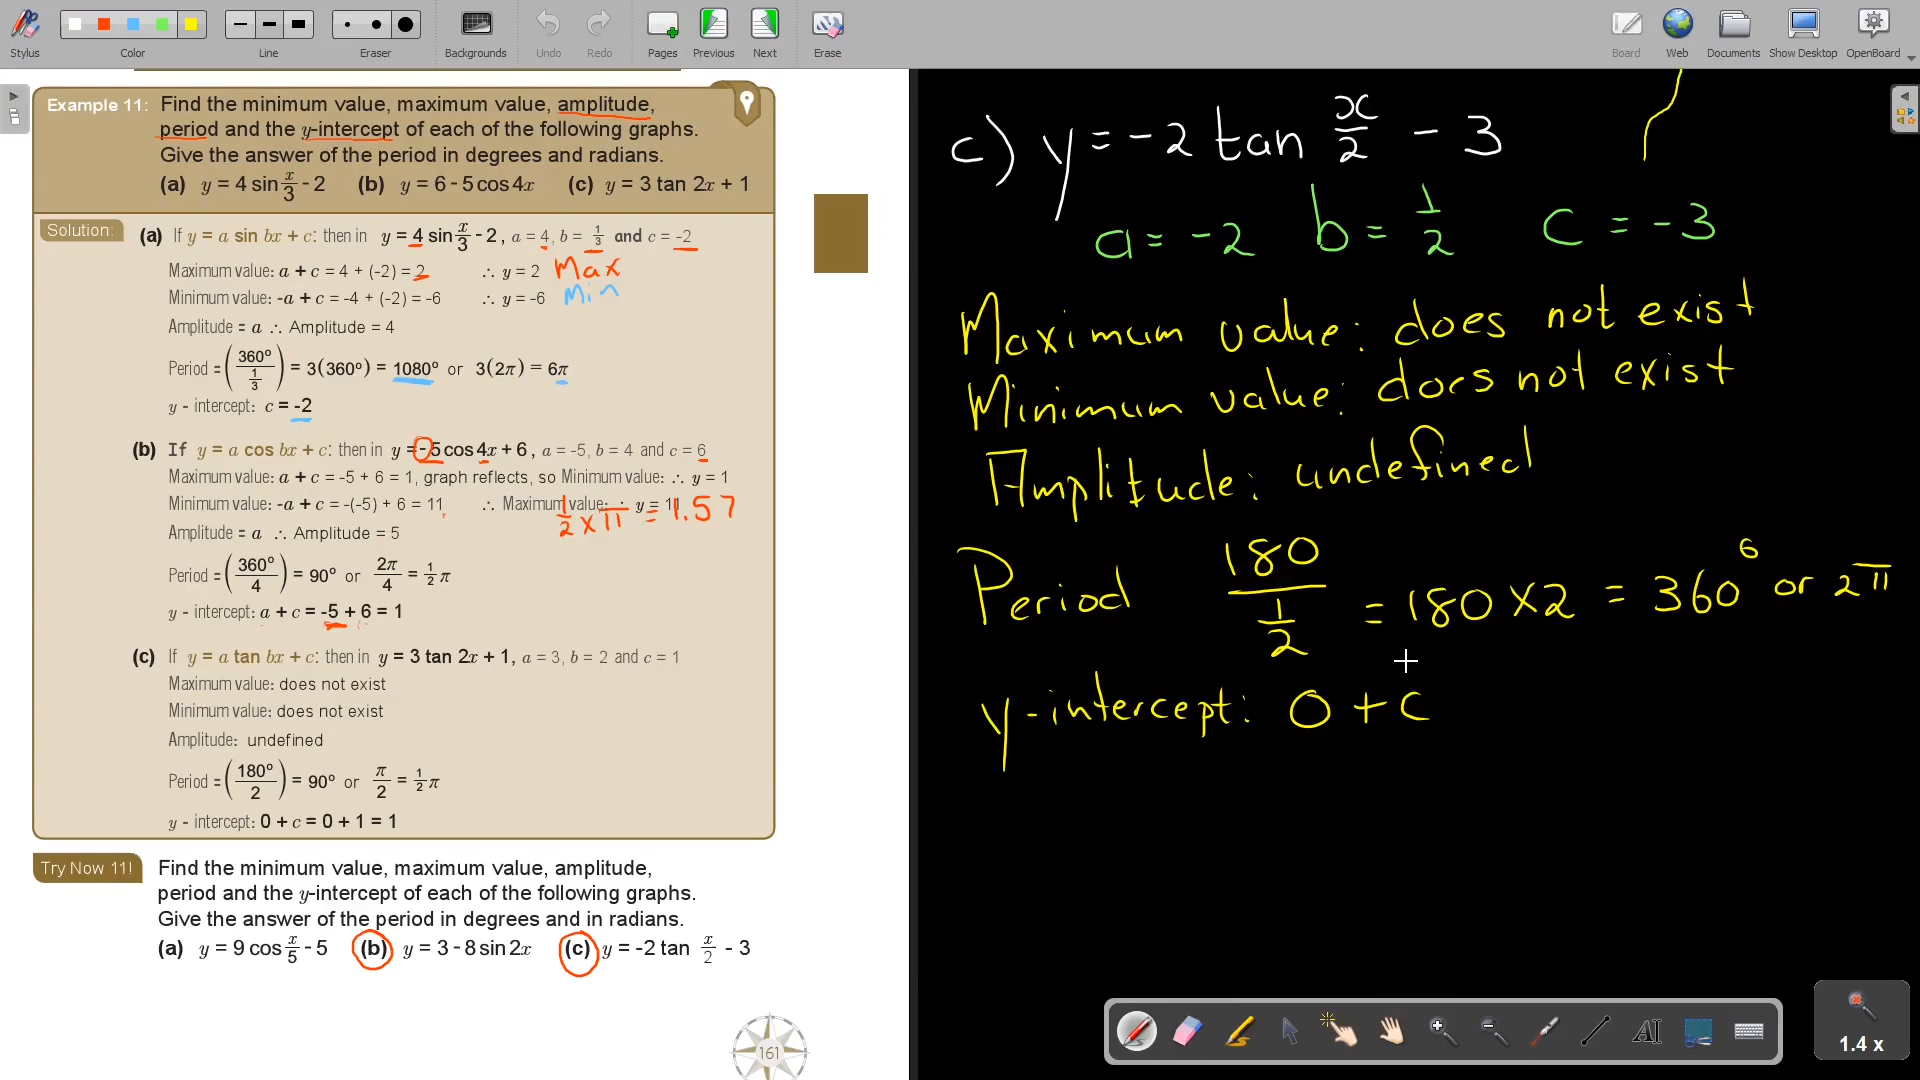 Stylus Color Line Eraser Backgrounds Undo Redo Pages Previous Next Erase Board Web Documents Show Desktop OpenBoard
Example 11: Find the minimum value, maximum value, amplitude,
period and the y-intercept of each of the following graphs.
Give the answer of the period in degrees and radians.
(a) y = 4 sin x/3 - 2 (b) y = 6 - 5 cos 4x (c) y = 3 tan 2x + 1
Solution: (a) If y = a sin bx + c: then in y = 4 sin x/3 - 2, a = 4, b = 1/3 and c = -2
Maximum value: a + c = 4 + (-2) = 2 ∴ y = 2 Max
Minimum value: -a + c = -4 + (-2) = -6 ∴ y = -6 Min
Amplitude = a ∴ Amplitude = 4
Period = (360º / 1/3) = 3(360º) = 1080º or 3(2π) = 6π
y - intercept: c = -2
(b) If y = a cos bx + c: then in y = -5 cos 4x + 6, a = -5, b = 4 and c = 6
Maximum value: a + c = -5 + 6 = 1, graph reflects, so Minimum value: ∴ y = 1
Minimum value: -a + c = -(-5) + 6 = 11 ∴ Maximum value: ∴ y = 11
1/2 × π = 1.57
Amplitude = a ∴ Amplitude = 5
Period = (360º/4) = 90º or 2π/4 = 1/2 π
y - intercept: a + c = -5 + 6 = 1
(c) If y = a tan bx + c: then in y = 3 tan 2x + 1, a = 3, b = 2 and c = 1
Maximum value: does not exist
Minimum value: does not exist
Amplitude: undefined
Period = (180º/2) = 90º or π/2 = 1/2 π
y - intercept: 0 + c = 0 + 1 = 1
Try Now 11! Find the minimum value, maximum value, amplitude,
period and the y-intercept of each of the following graphs.
Give the answer of the period in degrees and in radians.
(a) y = 9 cos x/5 - 5 (b) y = 3 - 8 sin 2x (c) y = -2 tan x/2 - 3
161
c) y = -2 tan x/2 - 3
a = -2 b = 1/2 c = -3
Maximum value: does not exist
Minimum value: does not exist
Amplitude: undefined
Period 180 / 1/2 = 180 × 2 = 360° or 2π
y-intercept: 0 + c
AI
1.4 x